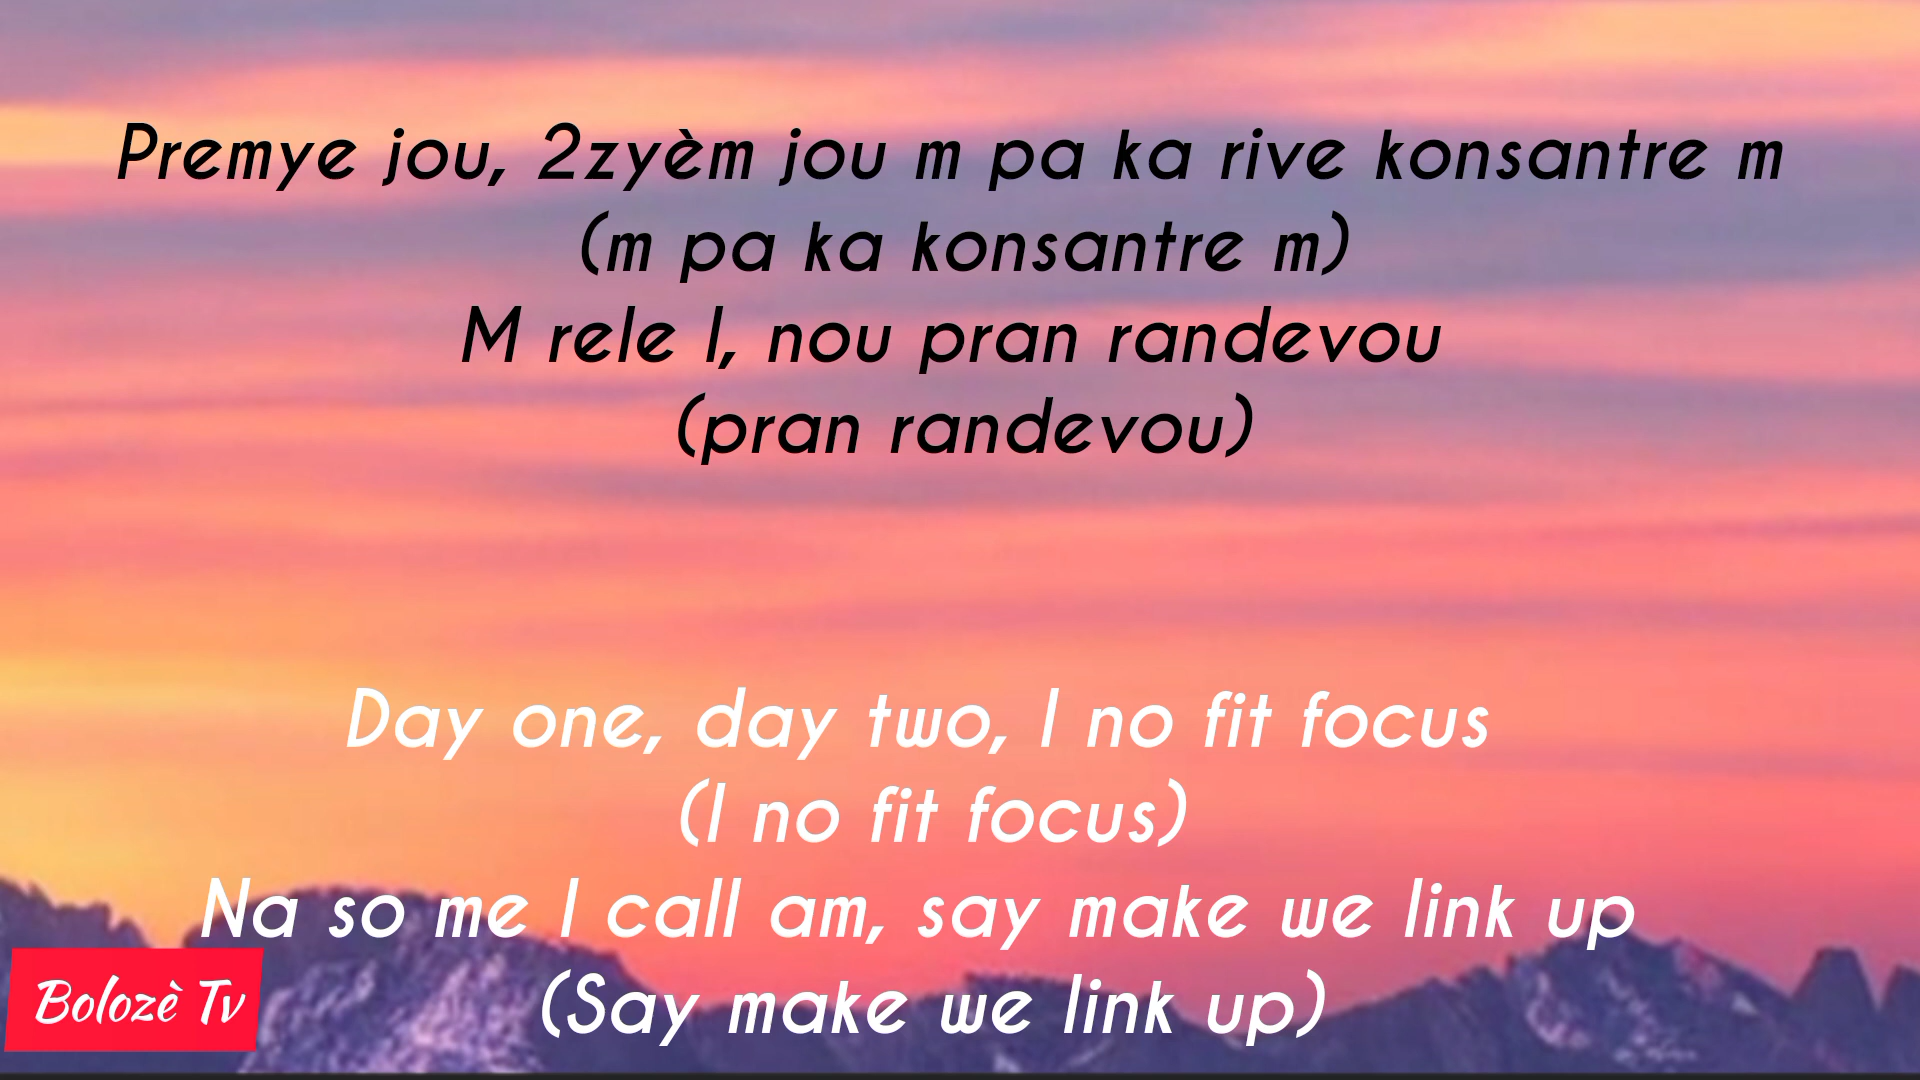 Premye jou, 2zyèm jou m pa ka rive konsantre m
(m pa ka konsantre m)
M rele l, nou pran randevou
(pran randevou)
Day one, day two, I no fit focus
(I no fit focus)
Na so me I call am, say make we link up
(Say make we link up)
Bolozè Tv